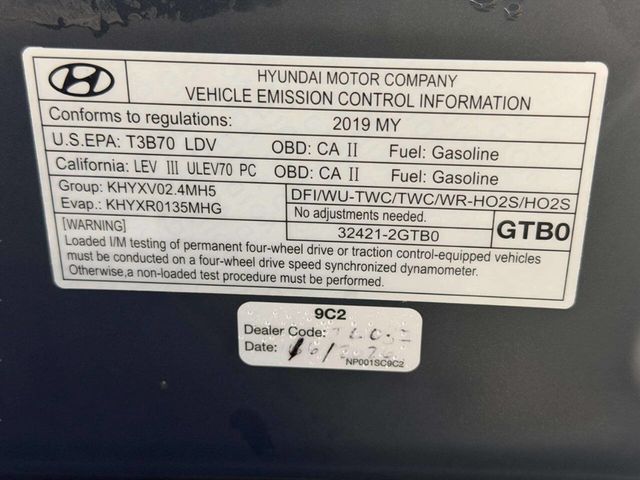 HYUNDAI MOTOR COMPANY
VEHICLE EMISSION CONTROL INFORMATION
Conforms to regulations: 2019 MY
U.S.EPA: T3B70 LDV OBD: CA II Fuel: Gasoline
California: LEV III ULEV70 PC OBD: CA II Fuel: Gasoline
Group: KHYXV02.4MH5
Evap.: KHYXR0135MHG
DFI/WU-TWC/TWC/WR-HO2S/HO2S
No adjustments needed.
32421-2GTB0
GTB0
[WARNING]
Loaded I/M testing of permanent four-wheel drive or traction control-equipped vehicles
must be conducted on a four-wheel drive speed synchronized dynamometer.
Otherwise,a non-loaded test procedure must be performed.
9C2
Dealer Code:
Date:
NP001SC9C2